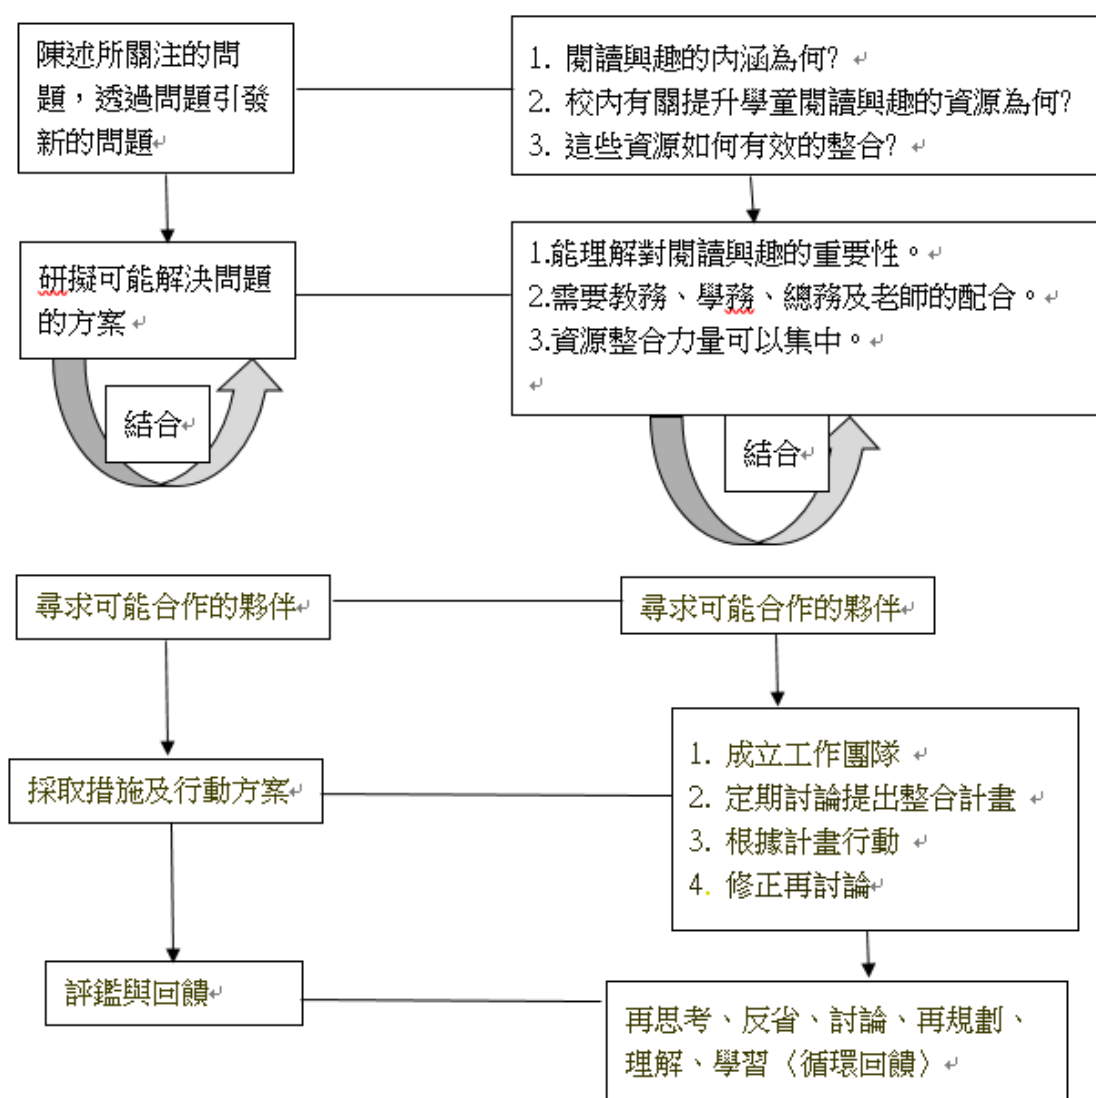 陳述所關注的問
題，透過問題引發
新的問題
1. 閱讀興趣的內涵為何?
2. 校內有關提升學童閱讀興趣的資源為何?
3. 這些資源如何有效的整合?
研擬可能解決問題
的方案
1.能理解對閱讀興趣的重要性。
2.需要教務、學務、總務及老師的配合。
3.資源整合力量可以集中。
結合
結合
尋求可能合作的夥伴
尋求可能合作的夥伴
採取措施及行動方案
1. 成立工作團隊
2. 定期討論提出整合計畫
3. 根據計畫行動
4. 修正再討論
評鑑與回饋
再思考、反省、討論、再規劃、
理解、學習〈循環回饋〉